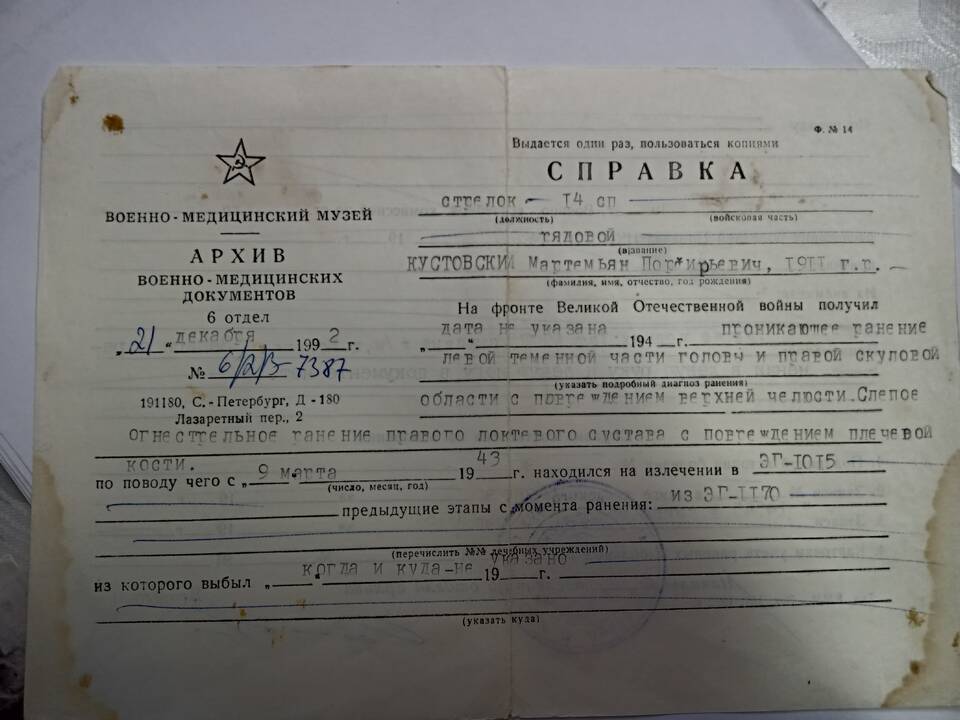 Ф. № 14
Выдается один раз, пользоваться копиями
СПРАВКА
стрелок - 14 сп
(должность) (войсковая часть)
рядовой
(звание)
КУСТОВСКИЙ Мартемьян Порфирьевич, 1911 г.р.
(фамилия, имя, отчество, год рождения)
ВОЕННО-МЕДИЦИНСКИЙ МУЗЕЙ
АРХИВ
ВОЕННО-МЕДИЦИНСКИХ
ДОКУМЕНТОВ
6 отдел
„21“ декабря 1992 г.
№ 6/2/3-7387
191180, С.-Петербург, Д-180
Лазаретный пер., 2
На фронте Великой Отечественной войны получил
„ “ дата не указана 194 г. проникающее ранение
левой теменной части головы и правой скуловой
(указать подробный диагноз ранения)
области с повреждением верхней челюсти.Слепое
огнестрельное ранение правого локтевого сустава с повреждением плечевой
кости.
по поводу чего с „ 9 марта 1943 г. находился на излечении в ЭГ-1015
(число, месяц, год)
предыдущие этапы с момента ранения: из ЭГ-1170
(перечислить №№ лечебных учреждений)
из которого выбыл „ “ когда и куда-не указано 19 г.
(указать куда)